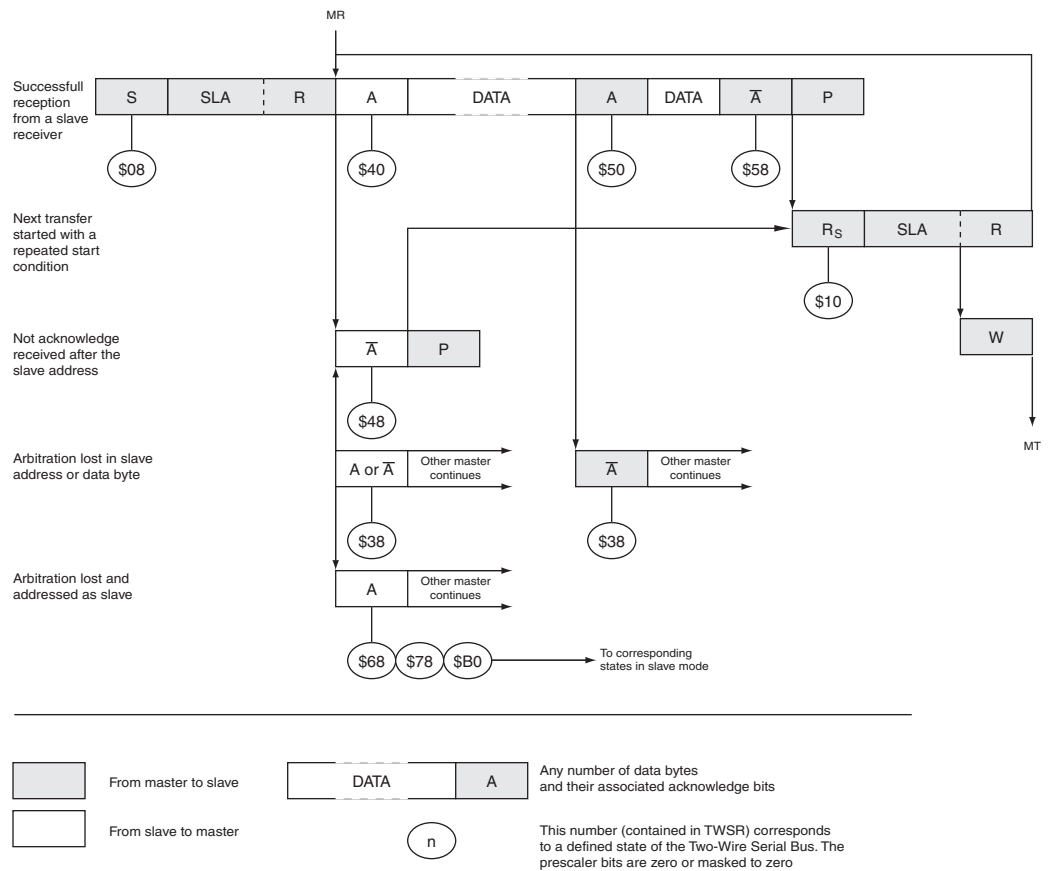 MR
Successfull
reception
from a slave
receiver
S SLA R A DATA A DATA A̅ P
$08 $40 $50 $58
Next transfer
started with a
repeated start
condition
RS SLA R
$10
W
MT
Not acknowledge
received after the
slave address
A̅ P
$48
Arbitration lost in slave
address or data byte
A or A̅
Other master
continues
A̅
Other master
continues
$38 $38
Arbitration lost and
addressed as slave
A
Other master
continues
$68 $78 $B0
To corresponding
states in slave mode
From master to slave
DATA A
Any number of data bytes
and their associated acknowledge bits
From slave to master
n
This number (contained in TWSR) corresponds
to a defined state of the Two-Wire Serial Bus. The
prescaler bits are zero or masked to zero